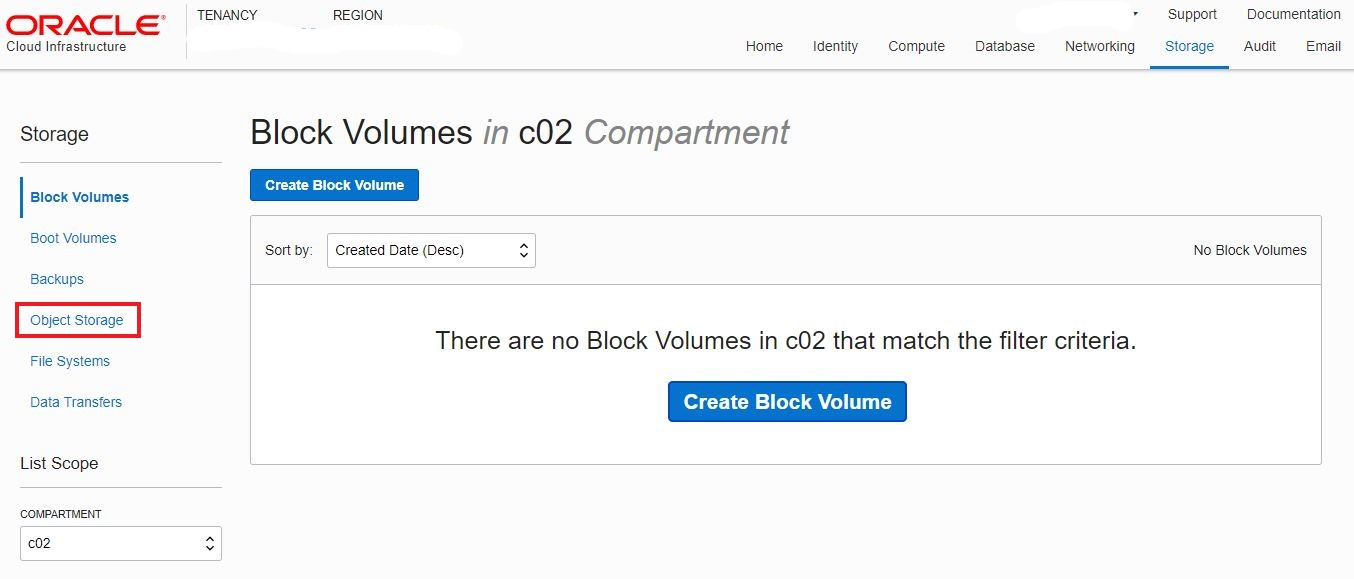 ORACLE®
Cloud Infrastructure
TENANCY
REGION
Support
Documentation
Home
Identity
Compute
Database
Networking
Storage
Audit
Email
Storage
Block Volumes
Boot Volumes
Backups
Object Storage
File Systems
Data Transfers
List Scope
COMPARTMENT
c02
Block Volumes in c02 Compartment
Create Block Volume
Sort by:
Created Date (Desc)
No Block Volumes
There are no Block Volumes in c02 that match the filter criteria.
Create Block Volume